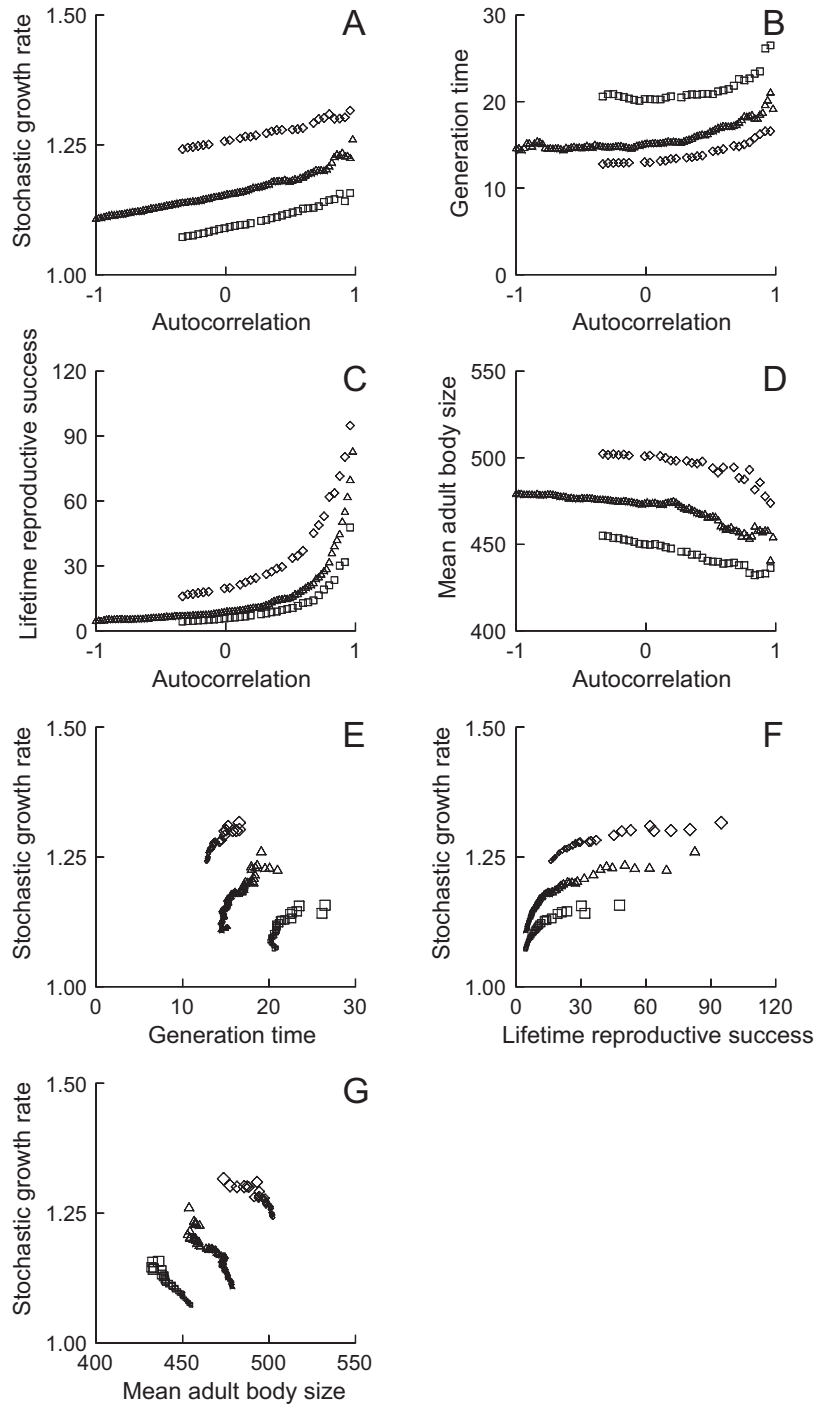 A
Stochastic growth rate
1.50
1.25
1.00
-1 0 1
Autocorrelation
B
Generation time
30
20
10
0
-1 0 1
Autocorrelation
C
Lifetime reproductive success
120
90
60
30
0
-1 0 1
Autocorrelation
D
Mean adult body size
550
500
450
400
-1 0 1
Autocorrelation
E
Stochastic growth rate
1.50
1.25
1.00
0 10 20 30
Generation time
F
Stochastic growth rate
1.50
1.25
1.00
0 30 60 90 120
Lifetime reproductive success
G
Stochastic growth rate
1.50
1.25
1.00
400 450 500 550
Mean adult body size